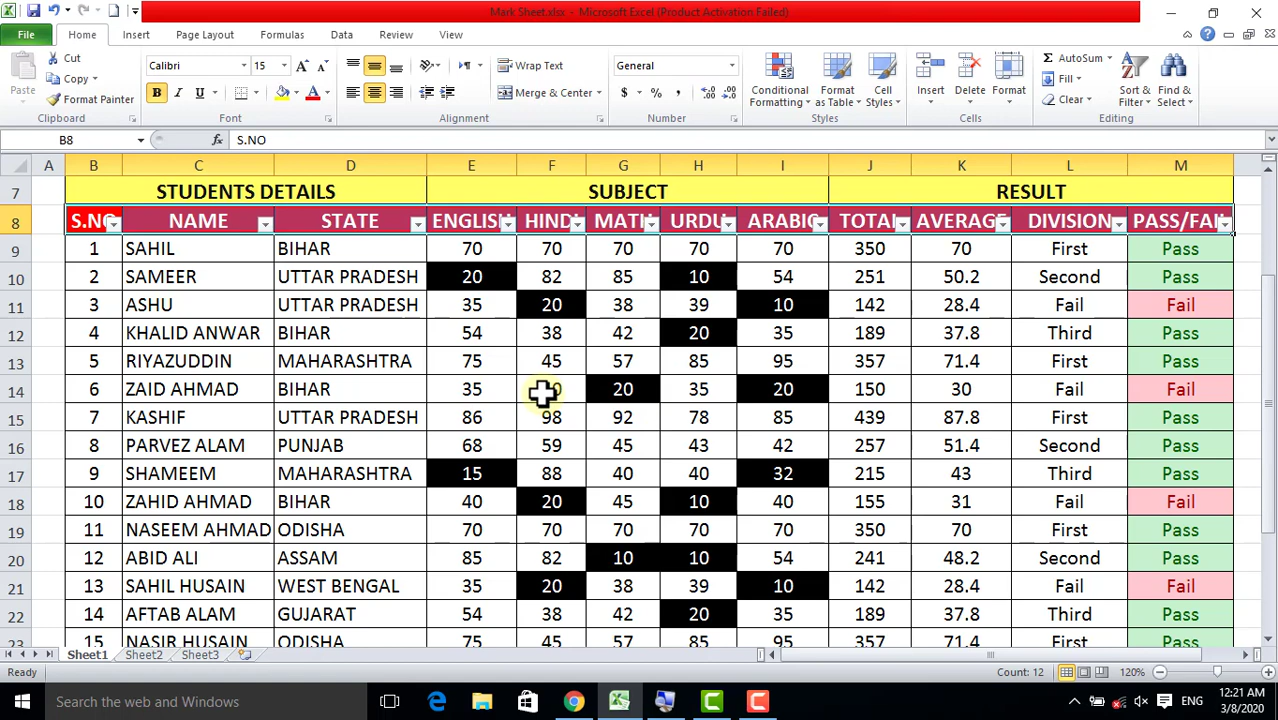 Mark Sheet.xlsx - Microsoft Excel (Product Activation Failed)
File Home Insert Page Layout Formulas Data Review View
Paste Cut Copy Format Painter Clipboard
Calibri 15 B I U A A A Font
Wrap Text Merge & Center Alignment
General $ % , Number
Conditional Formatting Format as Table Cell Styles Styles
Insert Delete Format Cells
Σ AutoSum Fill Clear Sort & Filter Find & Select Editing
B8 fx S.NO
A B C D E F G H I J K L M
7 STUDENTS DETAILS SUBJECT RESULT
8 NAME STATE TOTAL AVERAGE DIVISION
9 1 SAHIL BIHAR 70 70 70 70 70 350 70 First Pass
10 2 SAMEER UTTAR PRADESH 20 82 85 10 54 251 50.2 Second Pass
11 3 ASHU UTTAR PRADESH 35 20 38 39 10 142 28.4 Fail Fail
12 4 KHALID ANWAR BIHAR 54 38 42 20 35 189 37.8 Third Pass
13 5 RIYAZUDDIN MAHARASHTRA 75 45 57 85 95 357 71.4 First Pass
14 6 ZAID AHMAD BIHAR 35 20 35 20 150 30 Fail Fail
15 7 KASHIF UTTAR PRADESH 86 98 92 78 85 439 87.8 First Pass
16 8 PARVEZ ALAM PUNJAB 68 59 45 43 42 257 51.4 Second Pass
17 9 SHAMEEM MAHARASHTRA 15 88 40 40 32 215 43 Third Pass
18 10 ZAHID AHMAD BIHAR 40 20 45 10 40 155 31 Fail Fail
19 11 NASEEM AHMAD ODISHA 70 70 70 70 70 350 70 First Pass
20 12 ABID ALI ASSAM 85 82 10 10 54 241 48.2 Second Pass
21 13 SAHIL HUSAIN WEST BENGAL 35 20 38 39 10 142 28.4 Fail Fail
22 14 AFTAB ALAM GUJARAT 54 38 42 20 35 189 37.8 Third Pass
23 15 NASIR HUSAIN ODISHA 75 45 57 85 95 357 71.4 First Pass
Sheet1 Sheet2 Sheet3
Ready Count: 12 120%
Search the web and Windows ENG 12:21 AM
3/8/2020